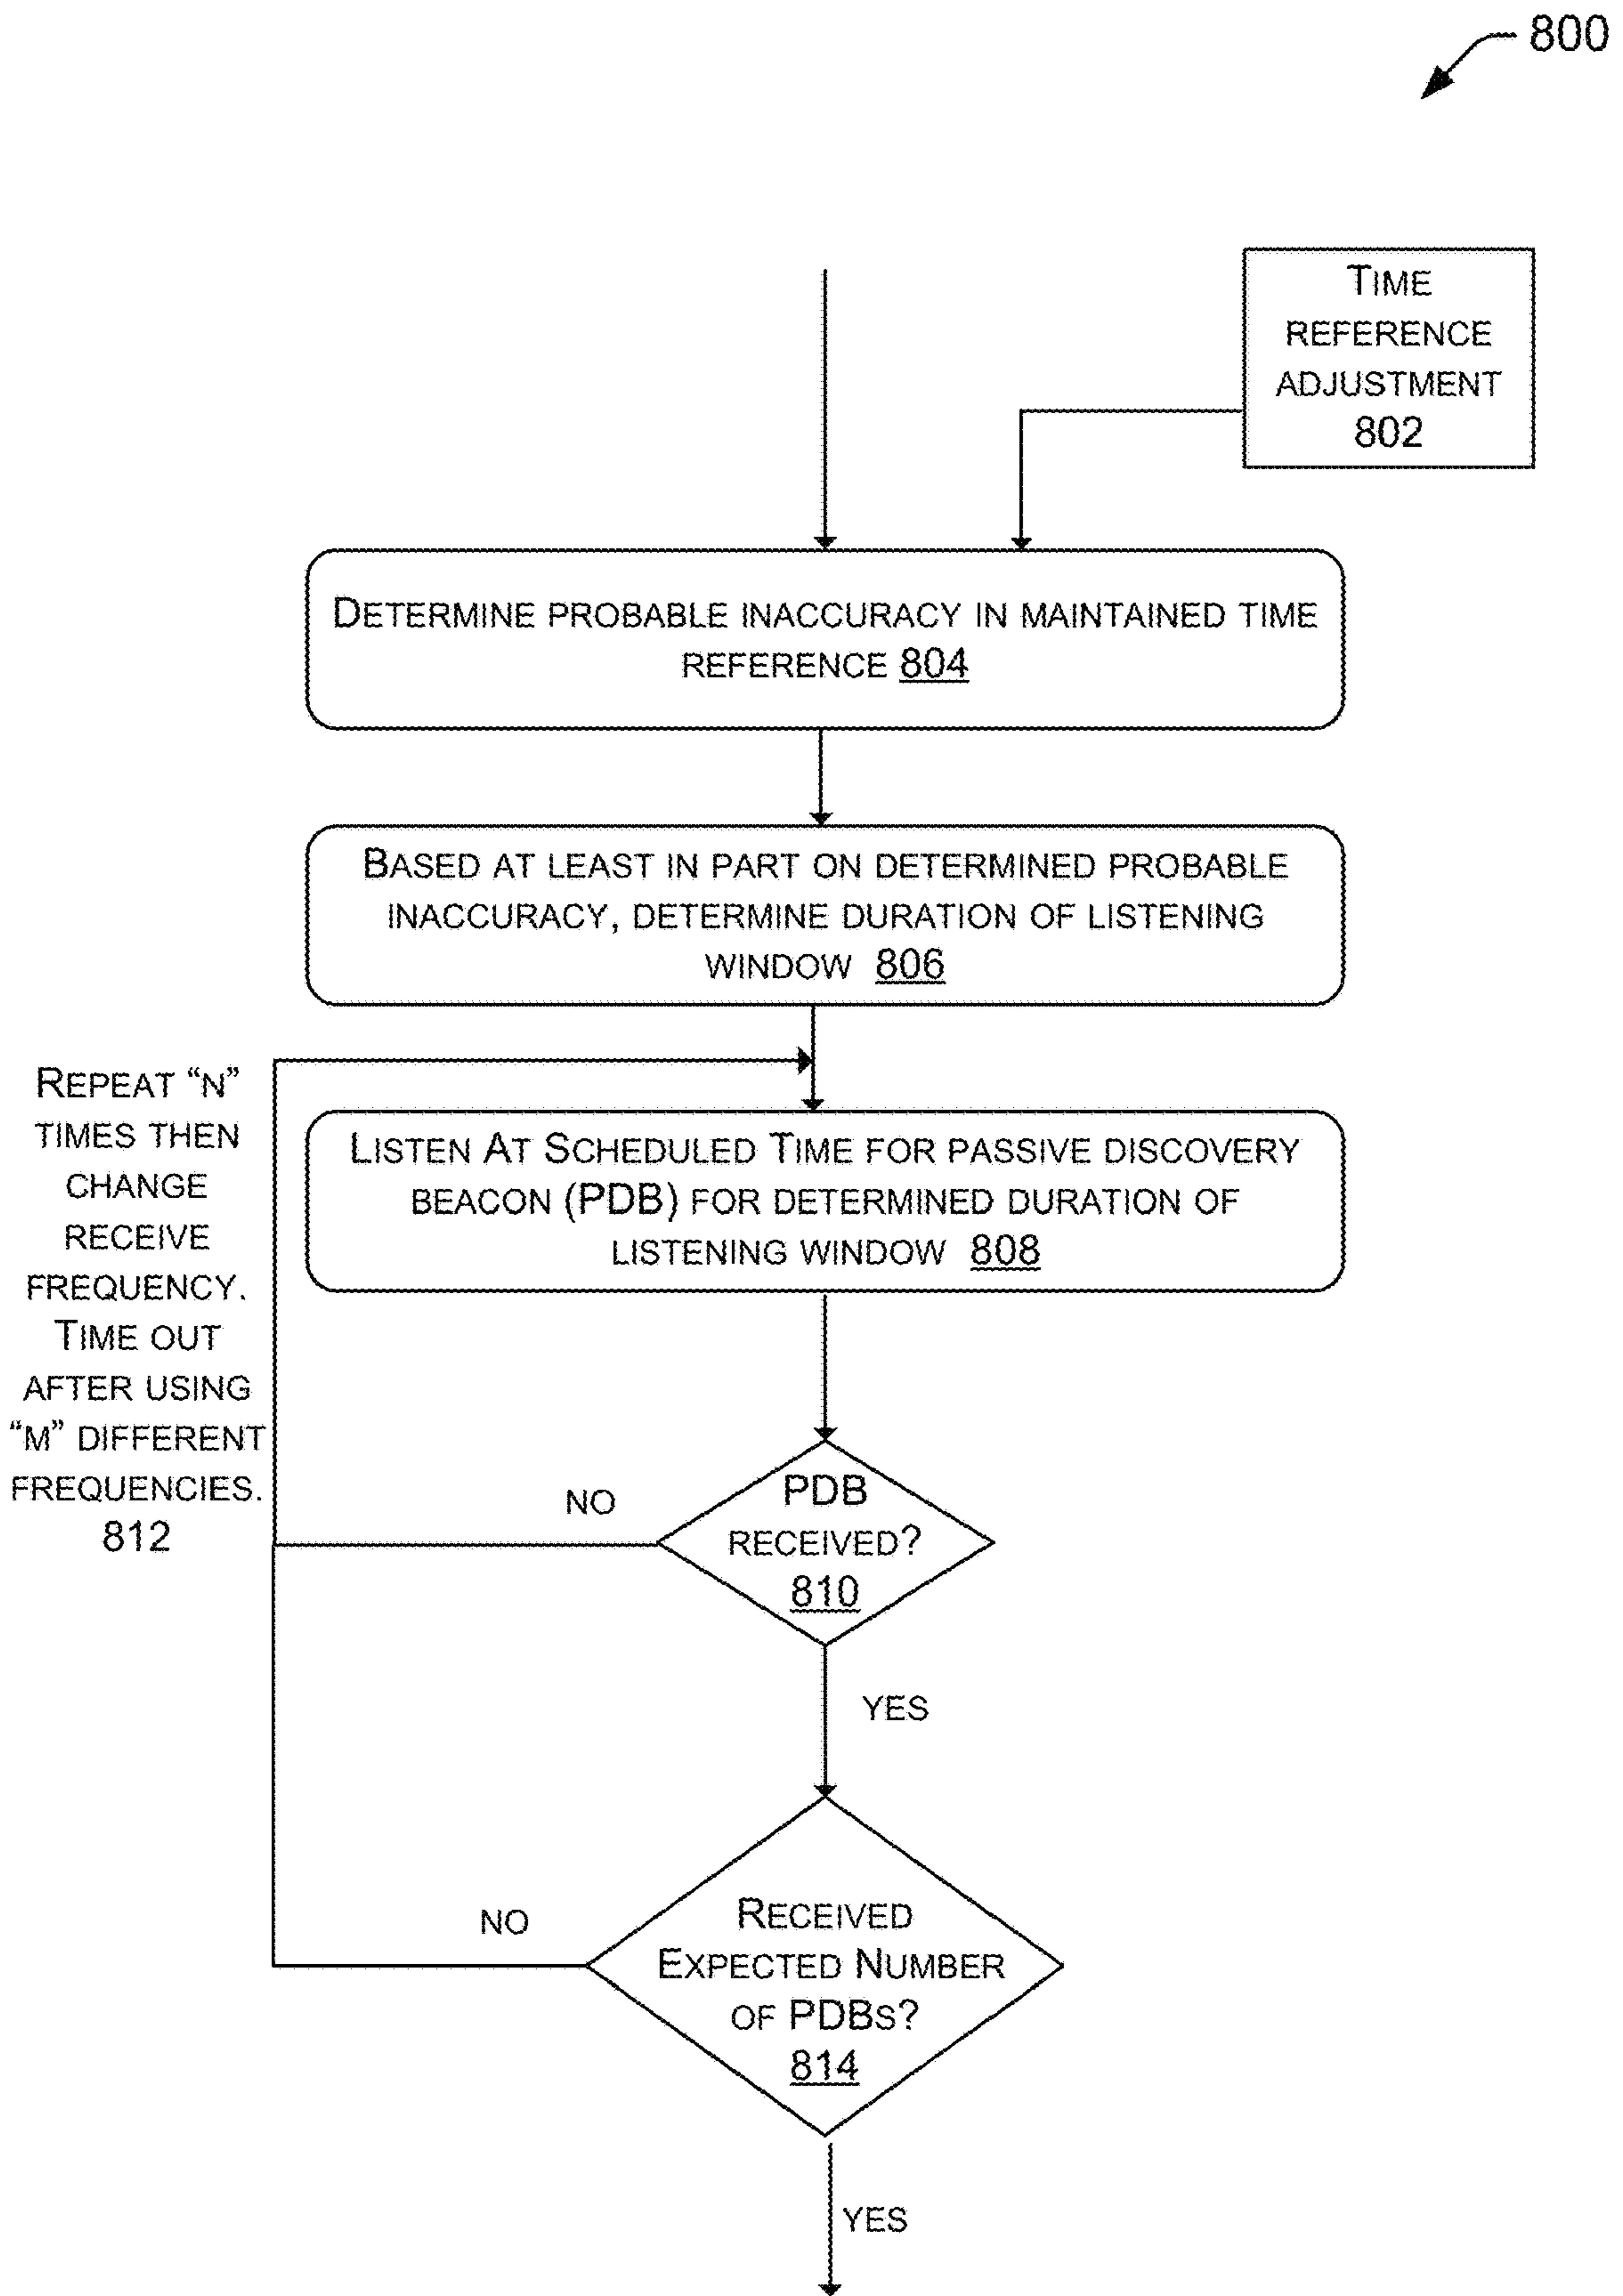 800
Time
reference
adjustment
802
Determine probable inaccuracy in maintained time
reference 804
Based at least in part on determined probable
inaccuracy, determine duration of listening
window 806
Repeat “n”
times then
change
receive
frequency.
Time out
after using
“m” different
frequencies.
812
Listen At Scheduled Time for passive discovery
beacon (PDB) for determined duration of
listening window 808
no
PDB
received?
810
yes
no
Received
Expected Number
of PDBs?
814
yes